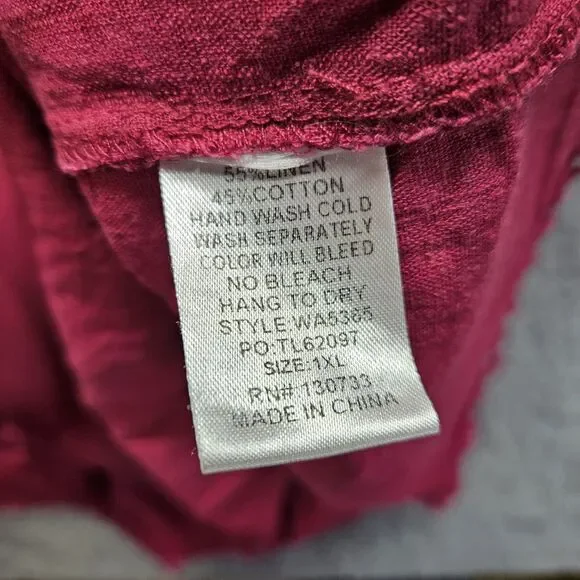 55%LINEN
45%COTTON
HAND WASH COLD
WASH SEPARATELY
COLOR WILL BLEED
NO BLEACH
HANG TO DRY
STYLE:WA5365
PO:TL62097
SIZE:1XL
RN# 130733
MADE IN CHINA